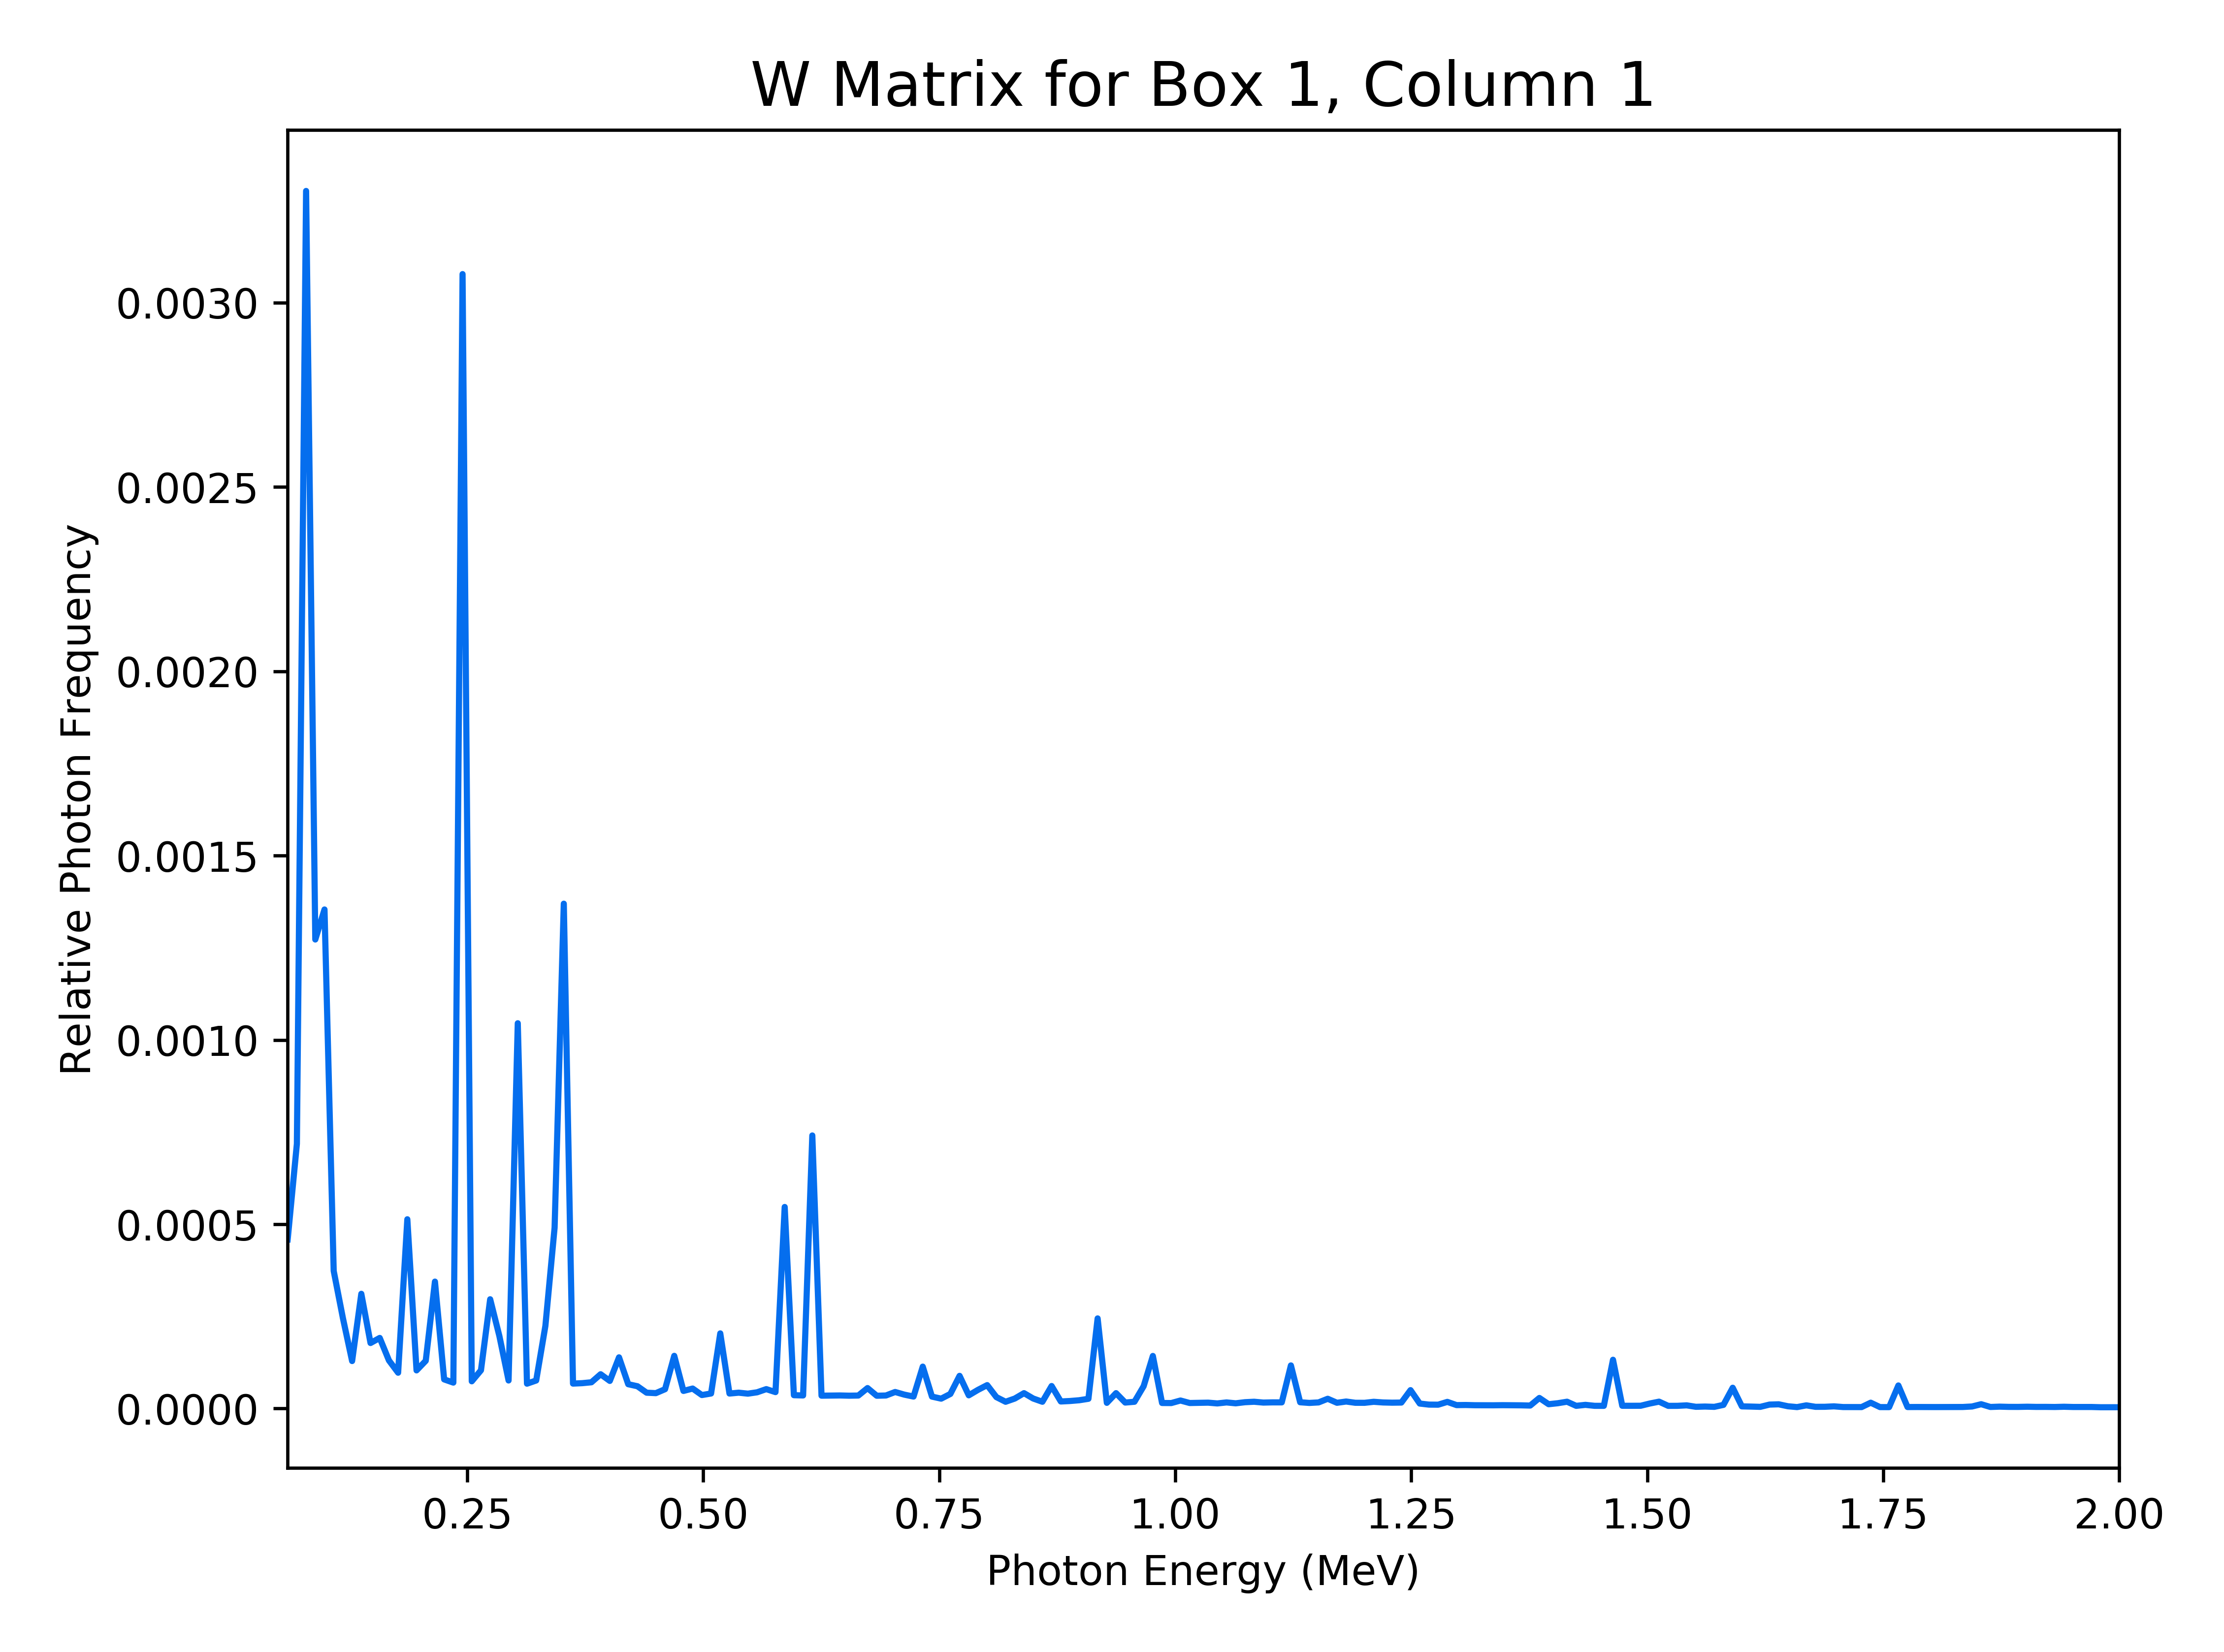 W Matrix for Box 1, Column 1
Relative Photon Frequency
0.0030
0.0025
0.0020
0.0015
0.0010
0.0005
0.0000
0.25 0.50 0.75 1.00 1.25 1.50 1.75 2.00
Photon Energy (MeV)